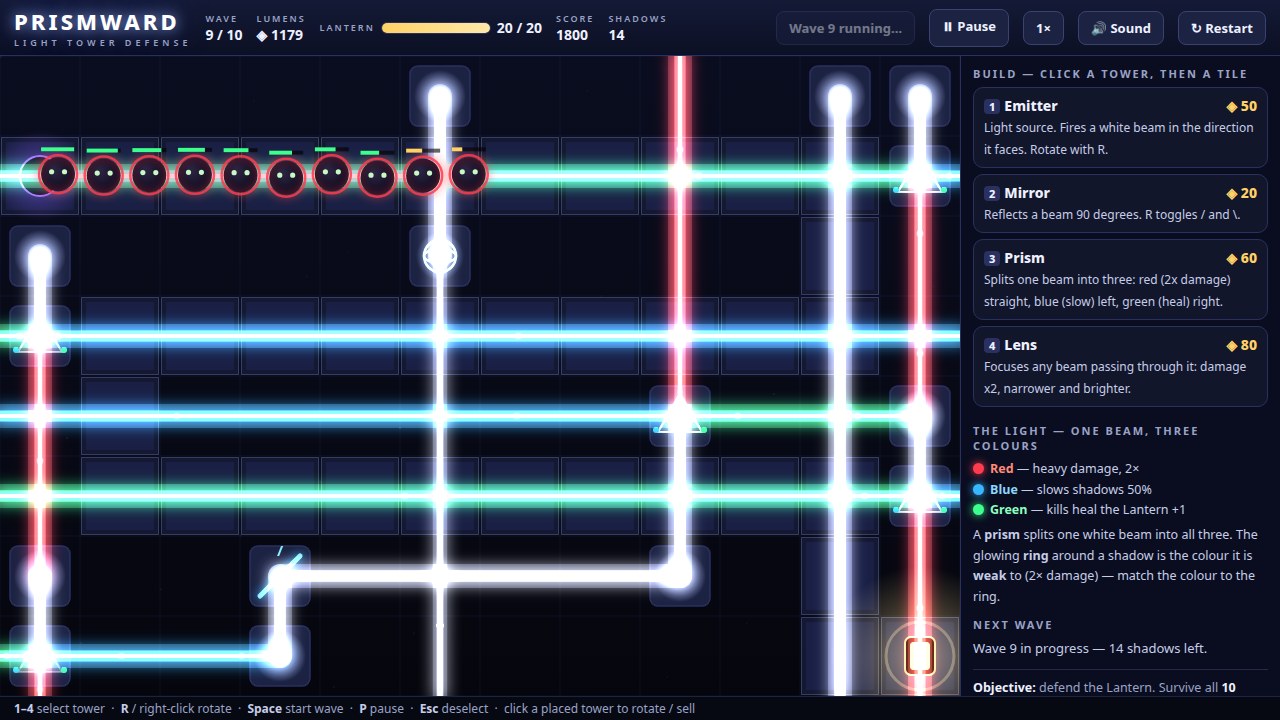 PRISMWARD
LIGHT TOWER DEFENSE
WAVE
9 / 10
LUMENS
◈ 1179
LANTERN
20 / 20
SCORE
1800
SHADOWS
14
Wave 9 running...
⏸ Pause
1×
🔊 Sound
↻ Restart
BUILD — CLICK A TOWER, THEN A TILE
1 Emitter ◈ 50
Light source. Fires a white beam in the direction
it faces. Rotate with R.
2 Mirror ◈ 20
Reflects a beam 90 degrees. R toggles / and \.
3 Prism ◈ 60
Splits one beam into three: red (2x damage)
straight, blue (slow) left, green (heal) right.
4 Lens ◈ 80
Focuses any beam passing through it: damage
x2, narrower and brighter.
THE LIGHT — ONE BEAM, THREE
COLOURS
Red — heavy damage, 2×
Blue — slows shadows 50%
Green — kills heal the Lantern +1
A prism splits one white beam into all three. The
glowing ring around a shadow is the colour it is
weak to (2× damage) — match the colour to the
ring.
NEXT WAVE
Wave 9 in progress — 14 shadows left.
Objective: defend the Lantern. Survive all 10
1–4 select tower · R / right-click rotate · Space start wave · P pause · Esc deselect · click a placed tower to rotate / sell